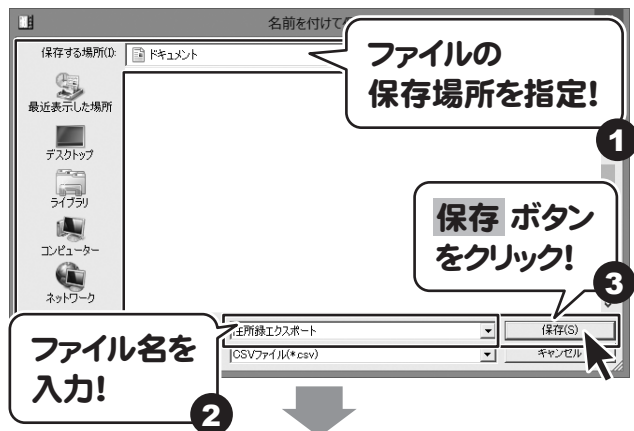 名前を付けて
保存する場所(I):
ドキュメント
ファイルの
保存場所を指定!
1
最近表示した場所
デスクトップ
ライブラリ
コンピューター
ネットワーク
保存 ボタン
をクリック!
3
住所録エクスポート
保存(S)
CSVファイル(*.csv)
キャンセル
ファイル名を
入力!
2